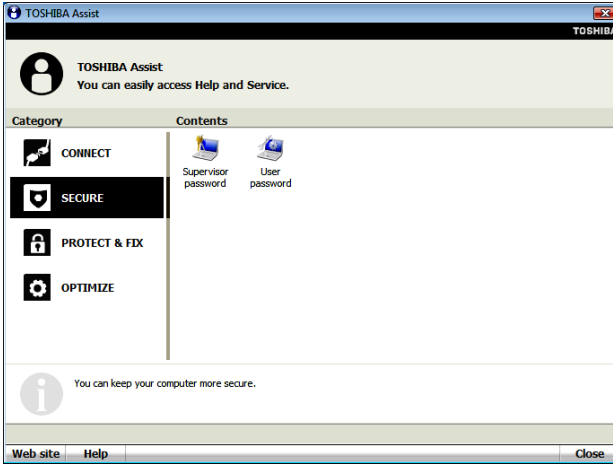 TOSHIBA Assist
TOSHIBA
TOSHIBA Assist
You can easily access Help and Service.
Category
Contents
CONNECT
SECURE
PROTECT & FIX
OPTIMIZE
Supervisor
password
User
password
You can keep your computer more secure.
Web site
Help
Close